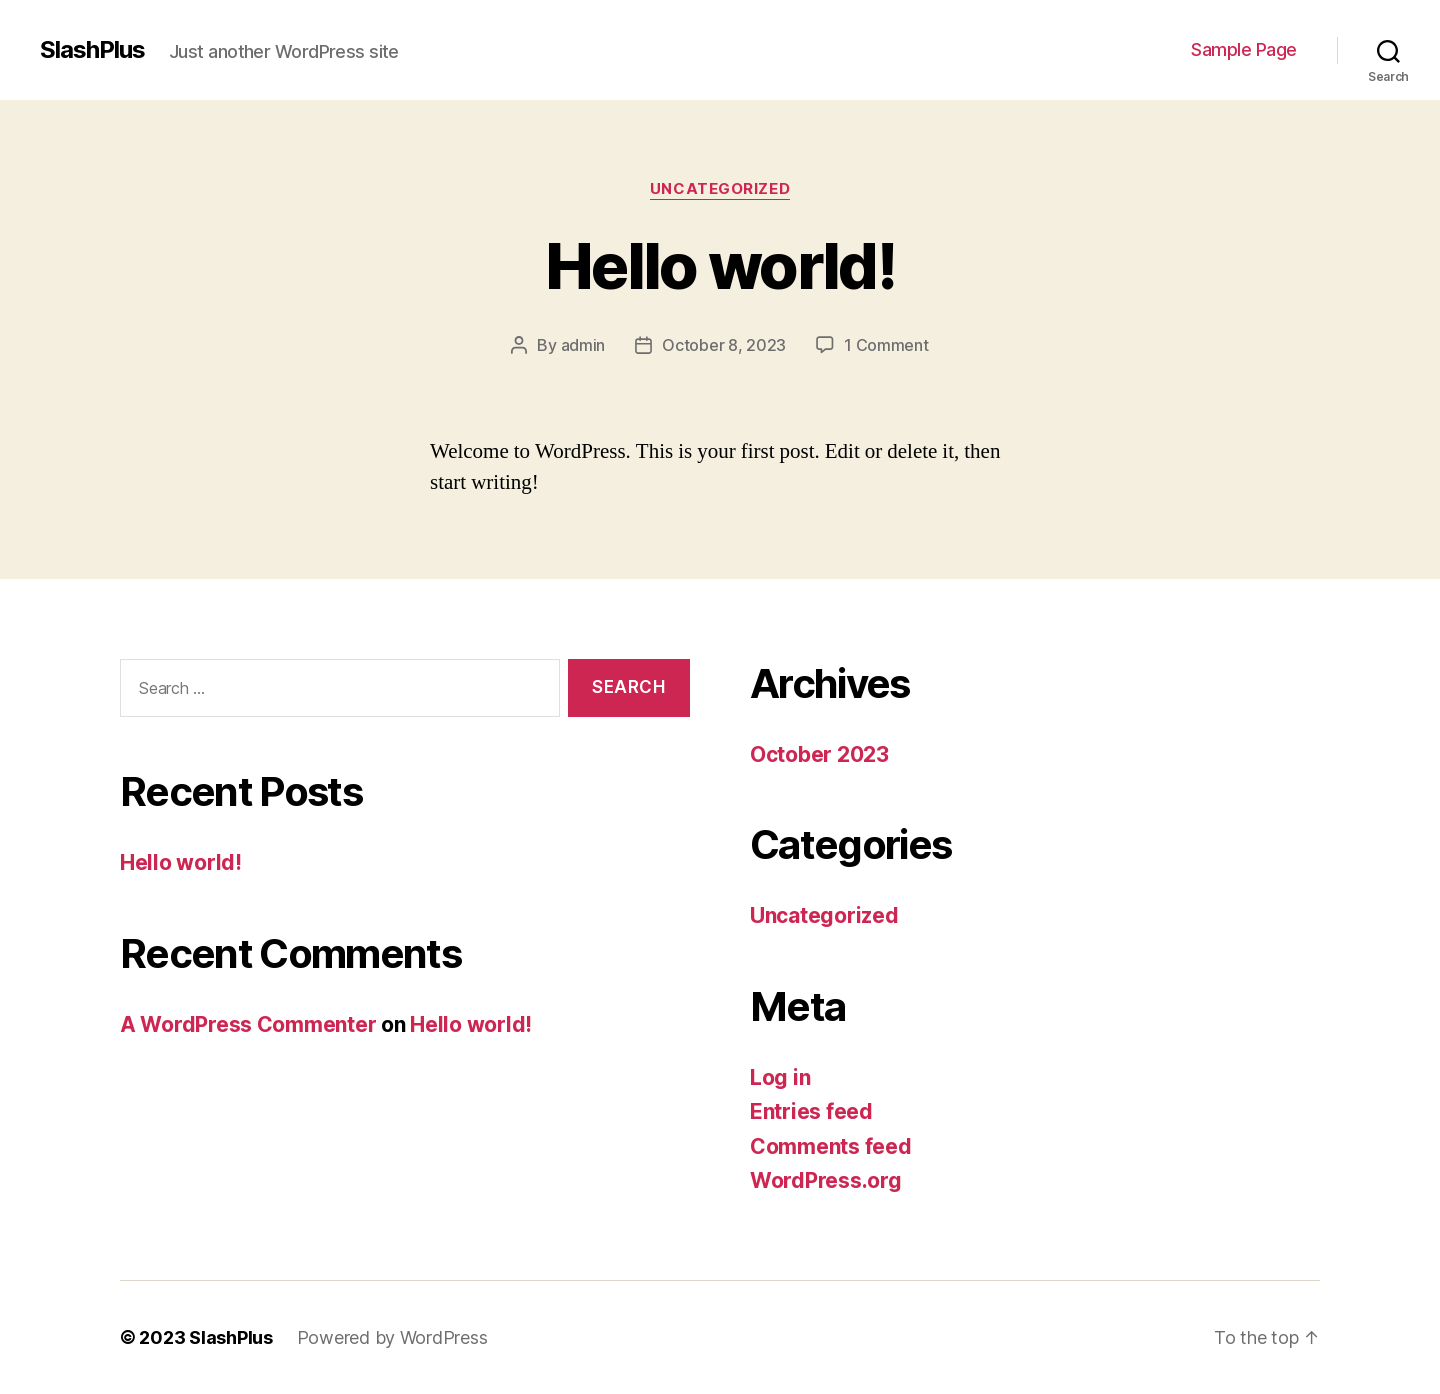 SlashPlus
Just another WordPress site
Sample Page
Search
UNCATEGORIZED
Hello world!
By admin
October 8, 2023
1 Comment
Welcome to WordPress. This is your first post. Edit or delete it, then
start writing!
Search …
SEARCH
Recent Posts
Hello world!
Recent Comments
A WordPress Commenter on Hello world!
Archives
October 2023
Categories
Uncategorized
Meta
Log in
Entries feed
Comments feed
WordPress.org
© 2023 SlashPlus
Powered by WordPress
To the top ↑